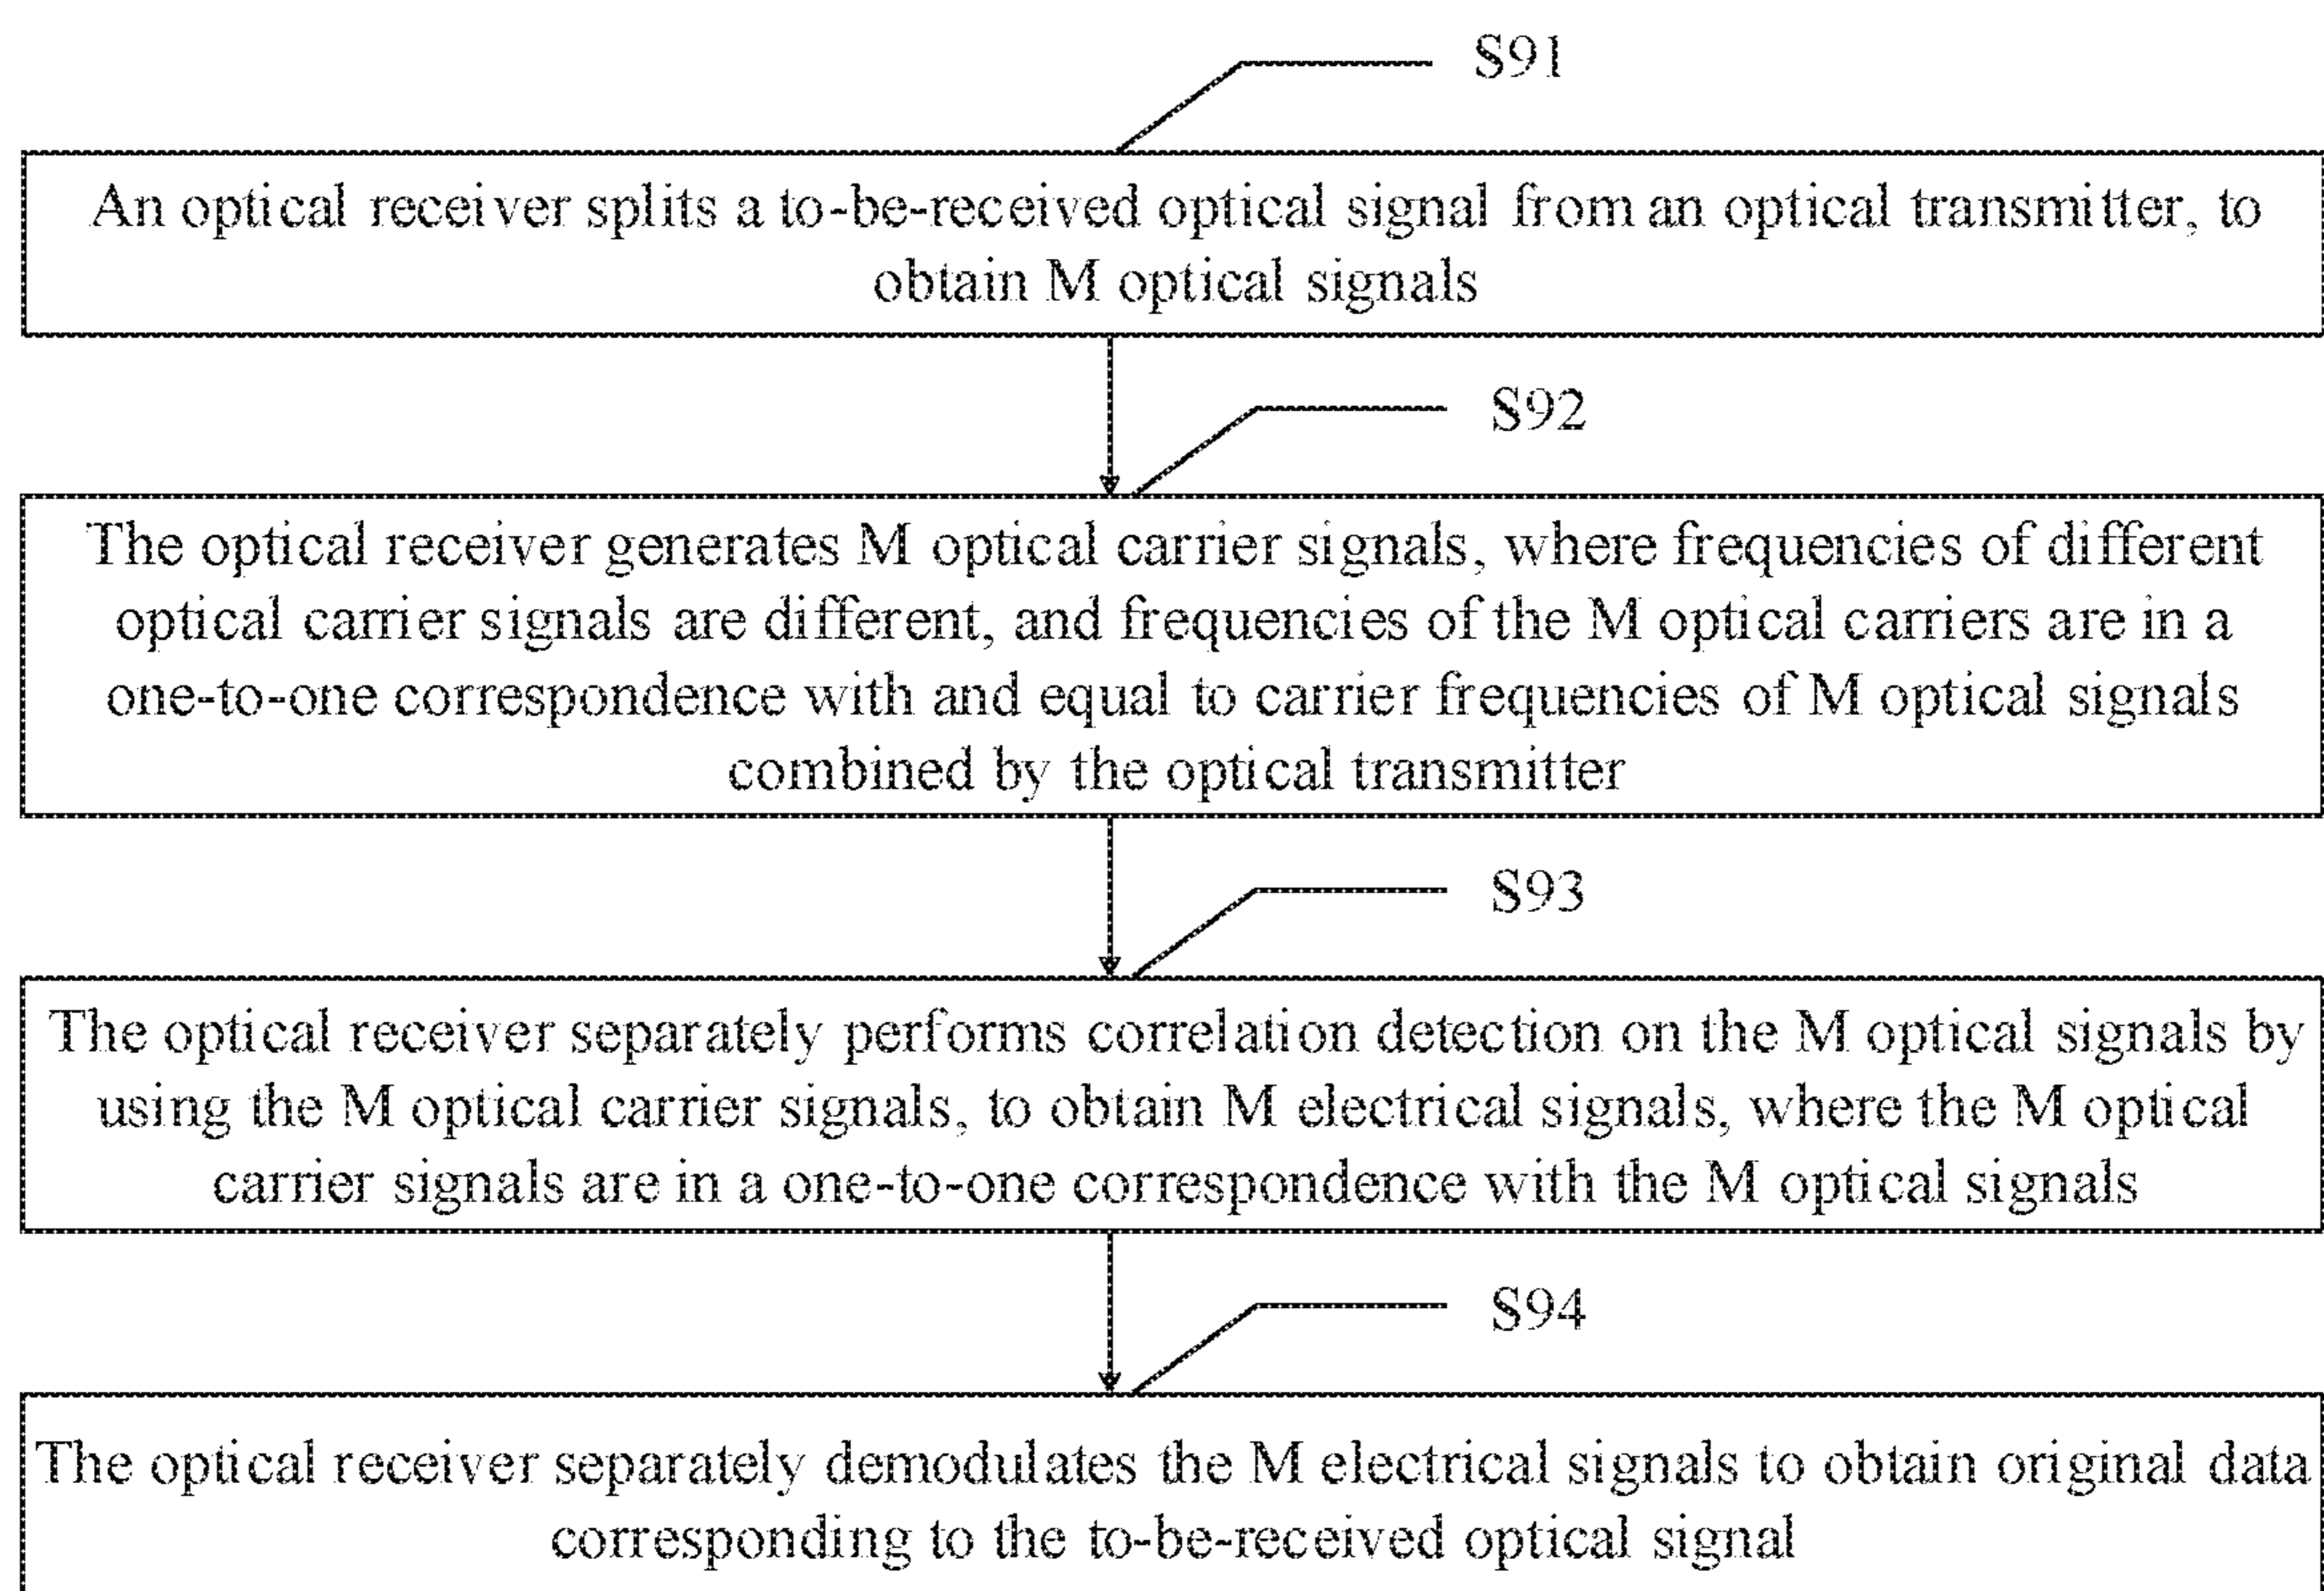 S91
An optical receiver splits a to-be-received optical signal from an optical transmitter, to
obtain M optical signals
S92
The optical receiver generates M optical carrier signals, where frequencies of different
optical carrier signals are different, and frequencies of the M optical carriers are in a
one-to-one correspondence with and equal to carrier frequencies of M optical signals
combined by the optical transmitter
S93
The optical receiver separately performs correlation detection on the M optical signals by
using the M optical carrier signals, to obtain M electrical signals, where the M optical
carrier signals are in a one-to-one correspondence with the M optical signals
S94
The optical receiver separately demodulates the M electrical signals to obtain original data
corresponding to the to-be-received optical signal